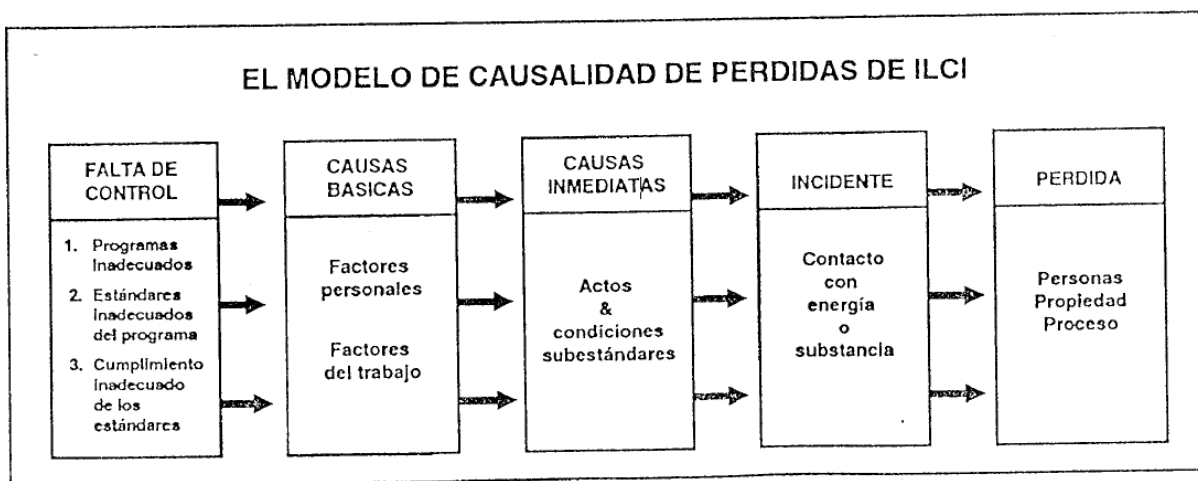 EL MODELO DE CAUSALIDAD DE PERDIDAS DE ILCI
FALTA DE
CONTROL
1. Programas
Inadecuados
2. Estándares
inadecuados
del programa
3. Cumplimiento
inadecuado
de los
estándares
CAUSAS
BASICAS
Factores
personales
Factores
del trabajo
CAUSAS
INMEDIATAS
Actos
&
condiciones
subestándares
INCIDENTE
Contacto
con
energía
o
substancia
PERDIDA
Personas
Propiedad
Proceso